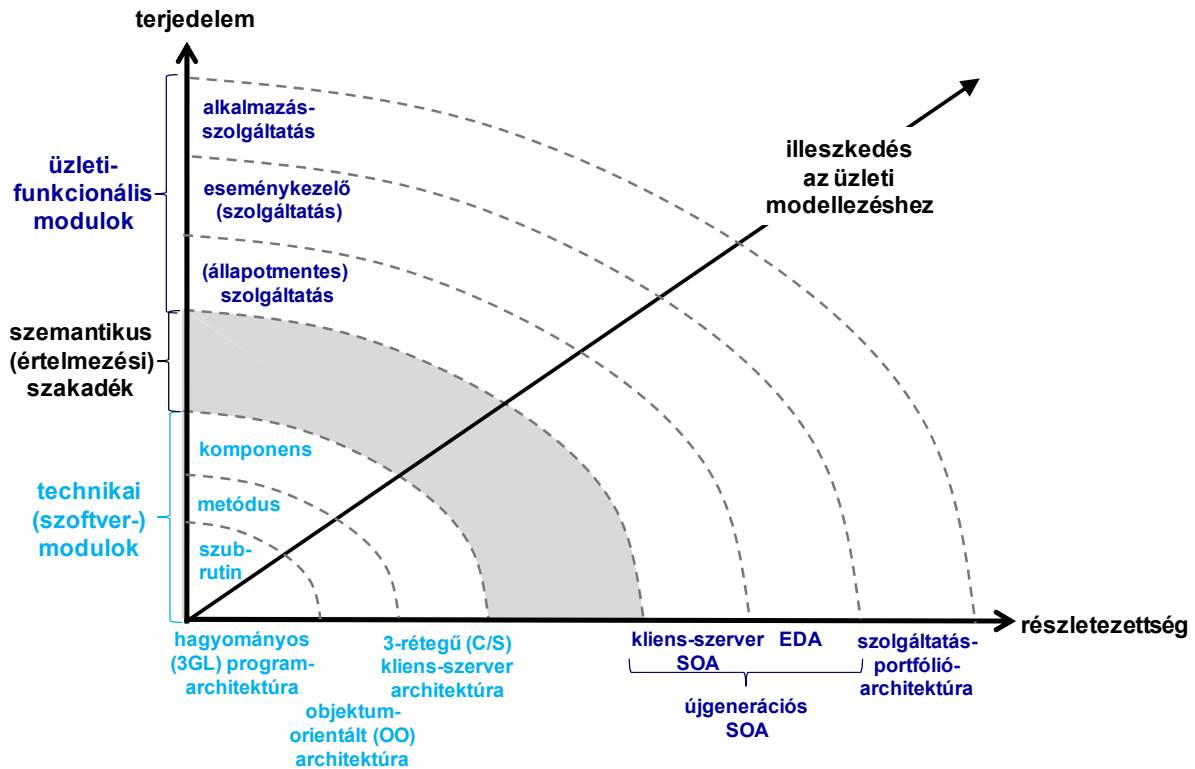 terjedelem
alkalmazás-
szolgáltatás
illeszkedés
az üzleti
modellezéshez
üzleti-
funkcionális
modulok
eseménykezelő
(szolgáltatás)
(állapotmentes)
szolgáltatás
szemantikus
(értelmezési)
szakadék
komponens
technikai
(szoftver-)
modulok
metódus
szub-
rutin
részletezettség
hagyományos
(3GL) program-
architektúra
objektum-
orientált (OO)
architektúra
3-rétegű (C/S)
kliens-szerver
architektúra
kliens-szerver
SOA
EDA
újgenerációs
SOA
szolgáltatás-
portfólió-
architektúra